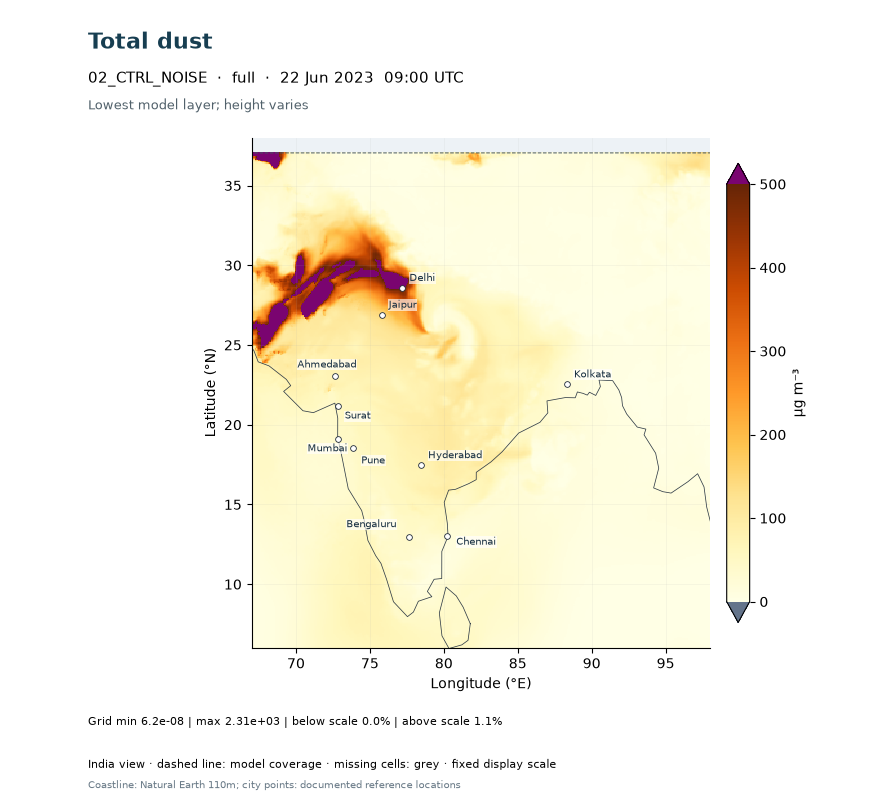 Total dust
02_CTRL_NOISE · full · 22 Jun 2023 09:00 UTC
Lowest model layer; height varies
35
30
25
20
15
10
Latitude (°N)
70
75
80
85
90
95
Longitude (°E)
Delhi
Jaipur
Ahmedabad
Kolkata
Surat
Mumbai
Pune
Hyderabad
Bengaluru
Chennai
500
400
300
200
100
0
µg m⁻³
Grid min 6.2e-08 | max 2.31e+03 | below scale 0.0% | above scale 1.1%
India view · dashed line: model coverage · missing cells: grey · fixed display scale
Coastline: Natural Earth 110m; city points: documented reference locations